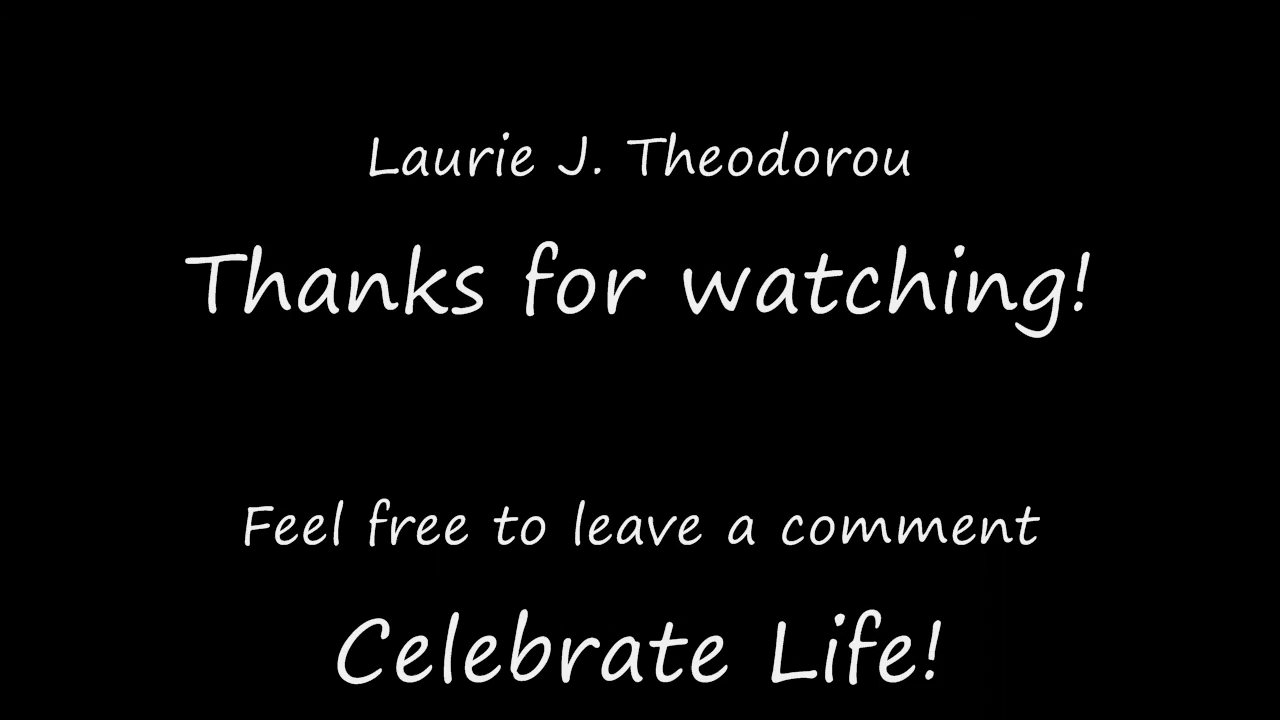 Laurie J. Theodorou
Thanks for watching!
Feel free to leave a comment
Celebrate Life!